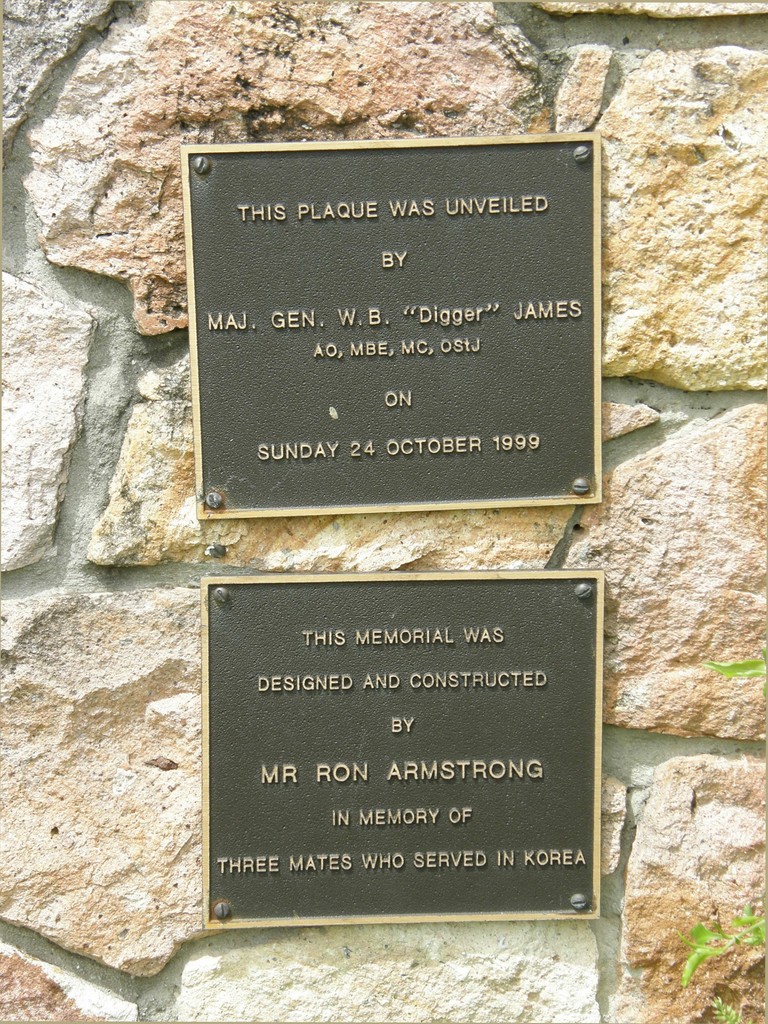 THIS PLAQUE WAS UNVEILED
BY
MAJ. GEN. W.B. "Digger" JAMES
AO, MBE, MC, OStJ
ON
SUNDAY 24 OCTOBER 1999
THIS MEMORIAL WAS
DESIGNED AND CONSTRUCTED
BY
MR RON ARMSTRONG
IN MEMORY OF
THREE MATES WHO SERVED IN KOREA